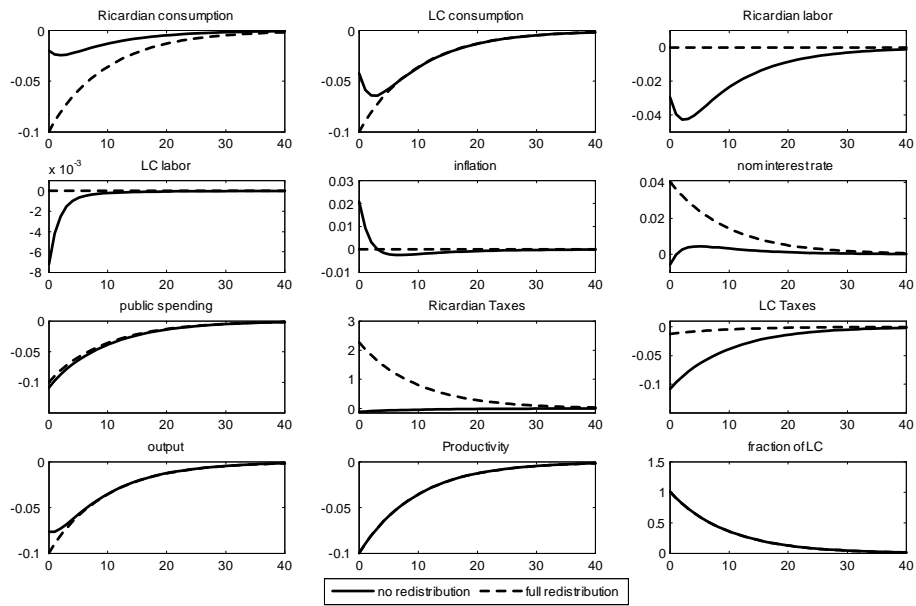 Ricardian consumption
0
-0.05
-0.1
0 10 20 30 40
LC consumption
0
-0.05
-0.1
0 10 20 30 40
Ricardian labor
0
-0.02
-0.04
0 10 20 30 40
x 10-3
LC labor
0
-2
-4
-6
-8
0 10 20 30 40
inflation
0.03
0.02
0.01
0
-0.01
0 10 20 30 40
nom interest rate
0.04
0.02
0
0 10 20 30 40
public spending
0
-0.05
-0.1
0 10 20 30 40
Ricardian Taxes
3
2
1
0
0 10 20 30 40
LC Taxes
0
-0.05
-0.1
0 10 20 30 40
output
0
-0.05
-0.1
0 10 20 30 40
Productivity
0
-0.05
-0.1
0 10 20 30 40
fraction of LC
1.5
1
0.5
0
0 10 20 30 40
no redistribution full redistribution